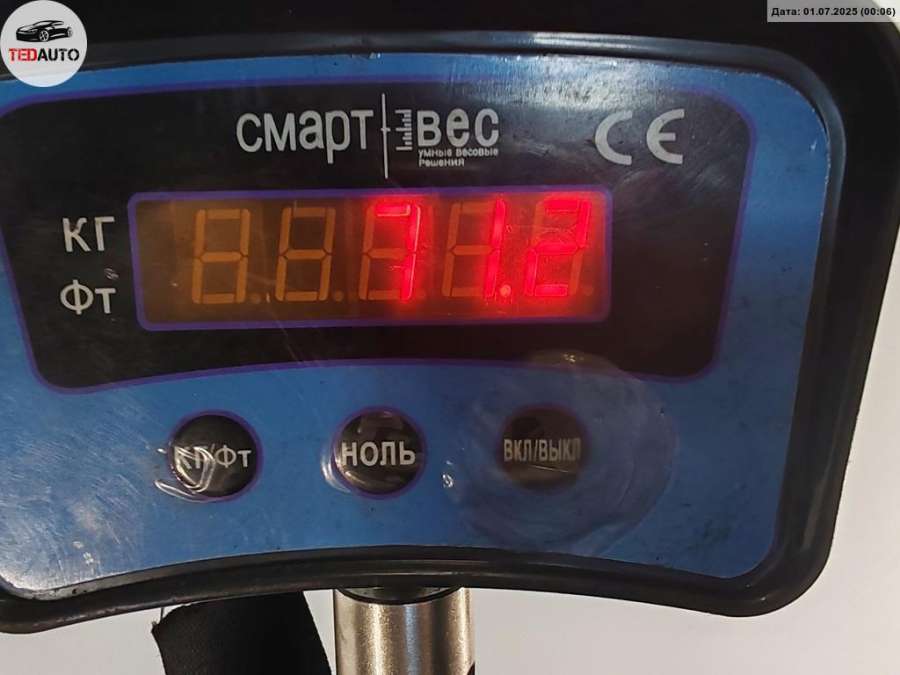 TEDAUTO
Дата: 01.07.2025 (00:06)
смарт вес
умные весовые
решения
CE
КГ
71.2
Фт
КГ/Фт
НОЛЬ
ВКЛ/ВЫКЛ